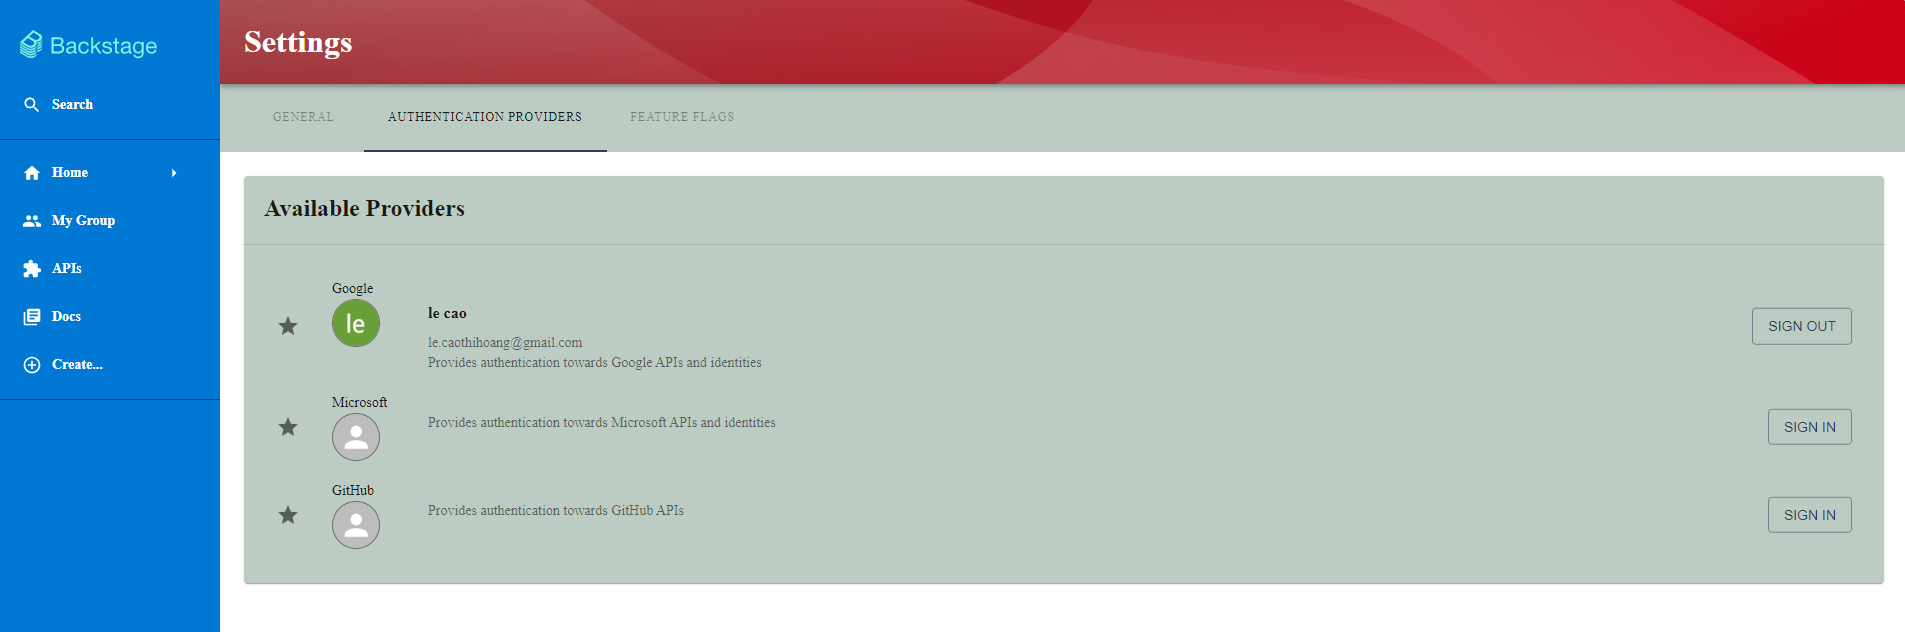 Backstage
Search
Home
My Group
APIs
Docs
Create...
Settings
GENERAL
AUTHENTICATION PROVIDERS
FEATURE FLAGS
Available Providers
Google
le
le cao
le.caothihoang@gmail.com
Provides authentication towards Google APIs and identities
SIGN OUT
Microsoft
Provides authentication towards Microsoft APIs and identities
SIGN IN
GitHub
Provides authentication towards GitHub APIs
SIGN IN